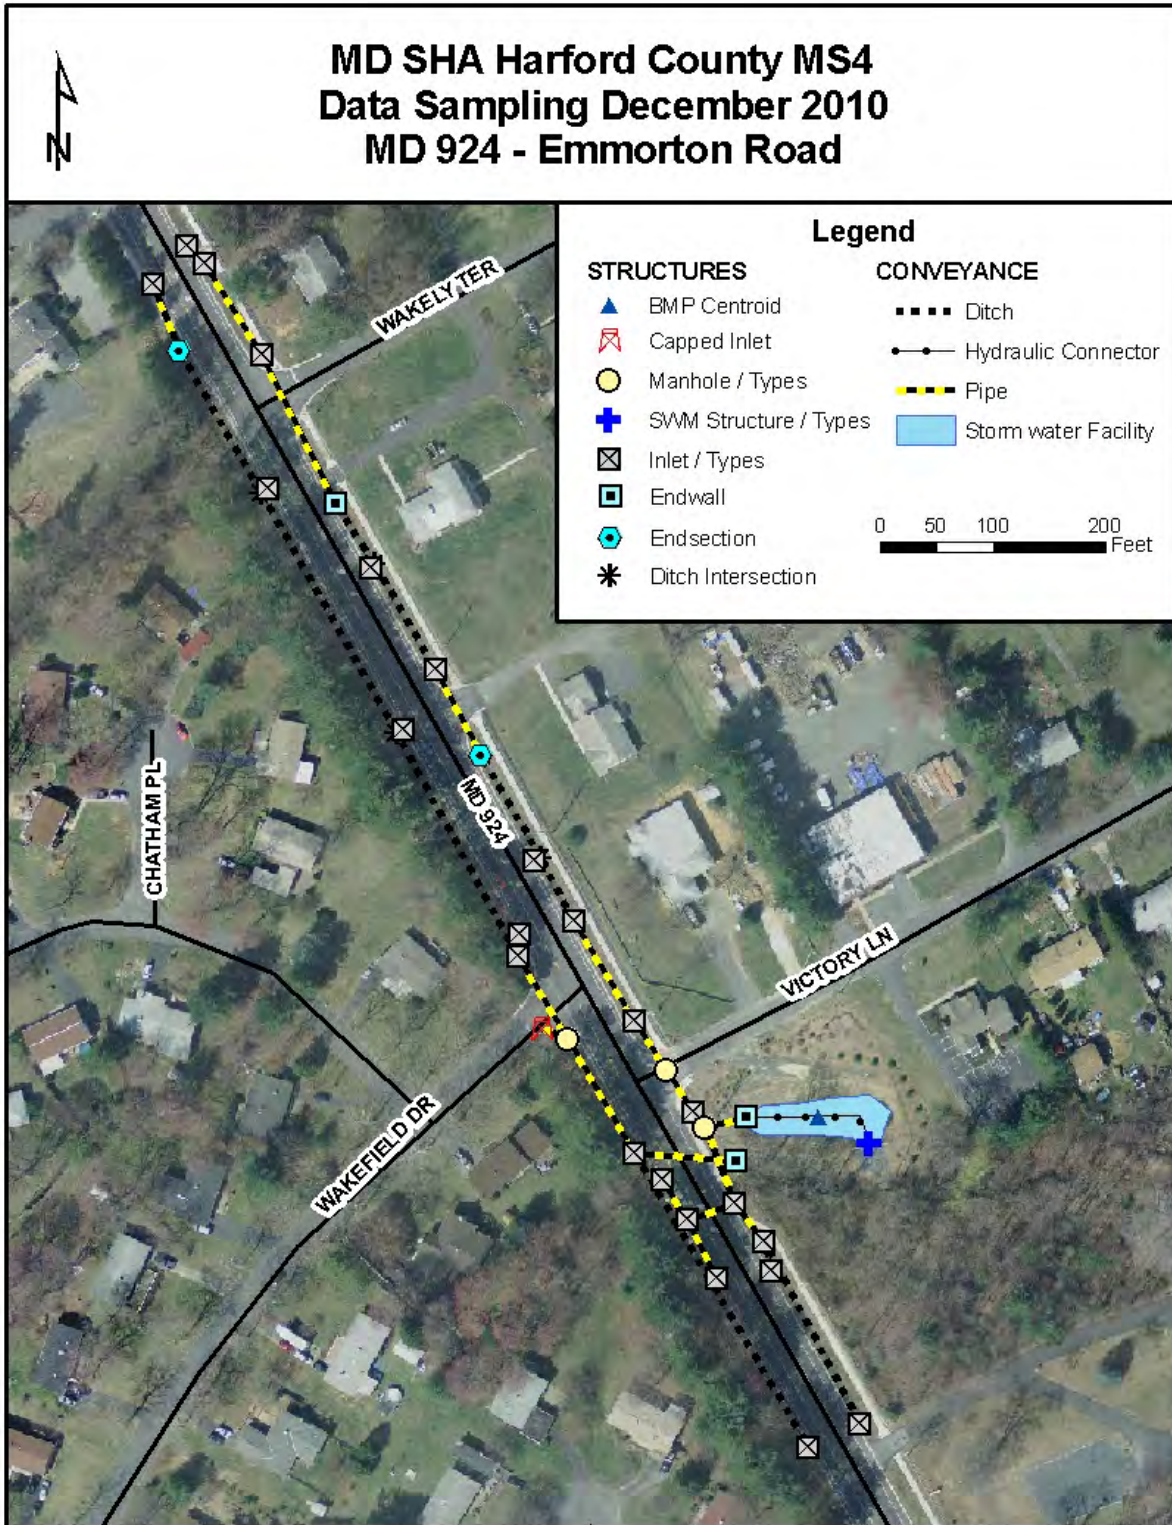 MD SHA Harford County MS4
Data Sampling December 2010
MD 924 - Emmorton Road
N
Legend
STRUCTURES
BMP Centroid
Capped Inlet
Manhole / Types
SWM Structure / Types
Inlet / Types
Endwall
Endsection
Ditch Intersection
CONVEYANCE
Ditch
Hydraulic Connector
Pipe
Storm water Facility
0 50 100 200
Feet
WAKELY TER
MD 924
CHATHAM PL
VICTORY LN
WAKEFIELD DR